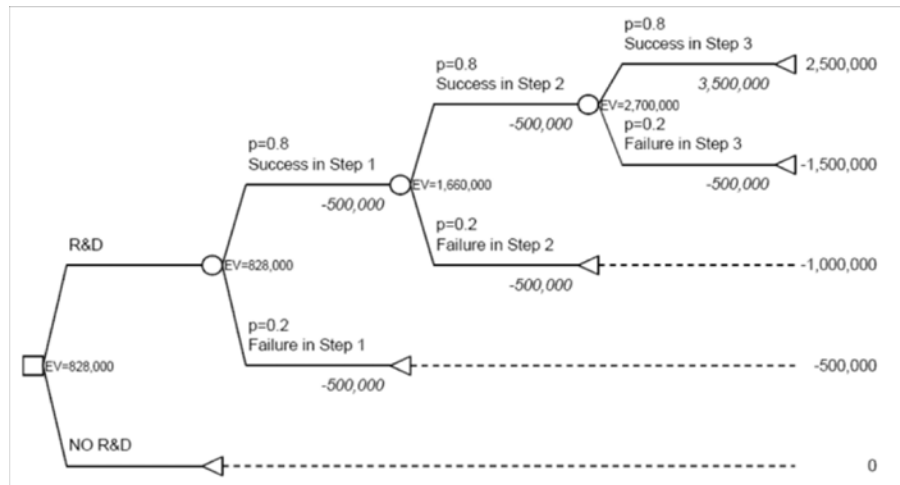 p=0.8
Success in Step 3
2,500,000
3,500,000
p=0.8
Success in Step 2
-500,000
EV=2,700,000
p=0.2
Failure in Step 3
-1,500,000
-500,000
p=0.8
Success in Step 1
-500,000
EV=1,660,000
p=0.2
Failure in Step 2
-1,000,000
-500,000
R&D
EV=828,000
p=0.2
Failure in Step 1
-500,000
-500,000
EV=828,000
NO R&D
0